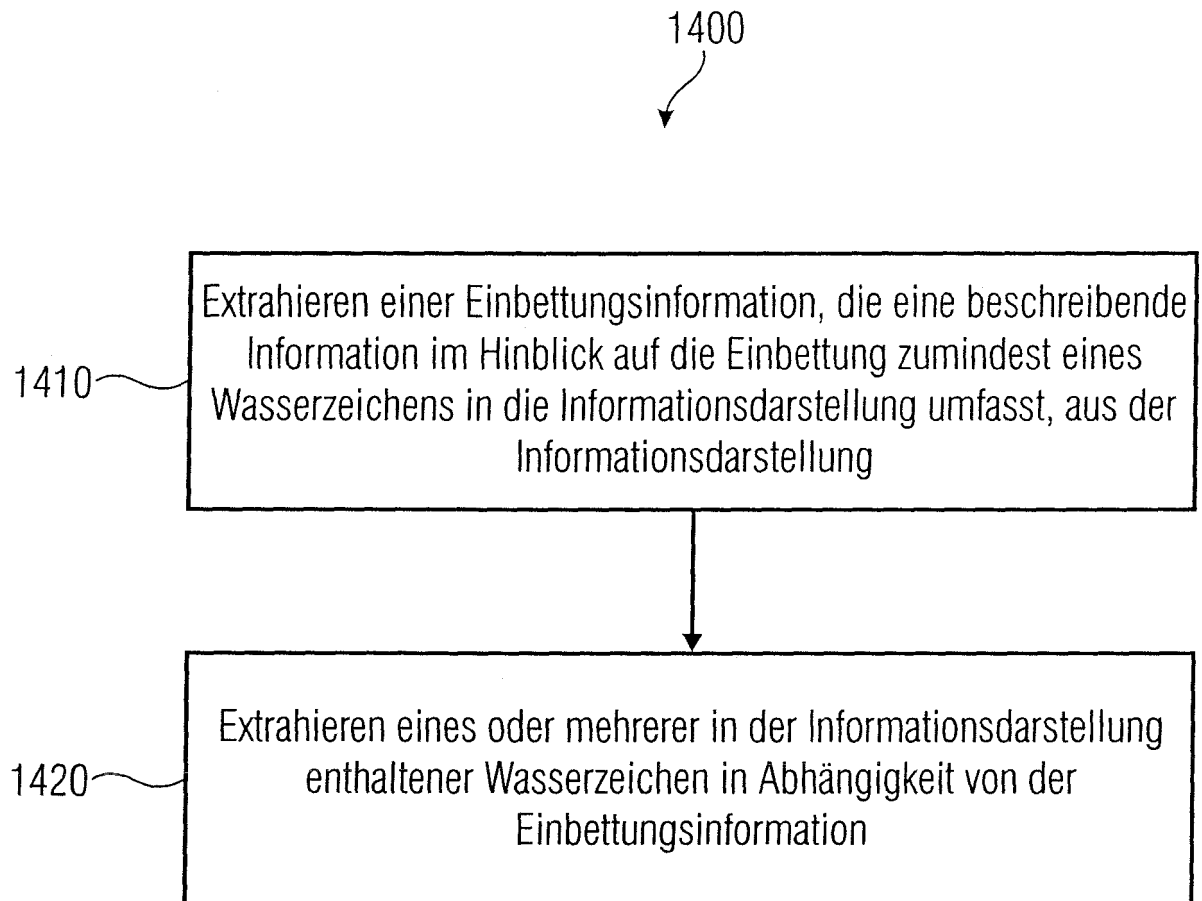 1400
1410
Extrahieren einer Einbettungsinformation, die eine beschreibende
Information im Hinblick auf die Einbettung zumindest eines
Wasserzeichens in die Informationsdarstellung umfasst, aus der
Informationsdarstellung
1420
Extrahieren eines oder mehrerer in der Informationsdarstellung
enthaltener Wasserzeichen in Abhängigkeit von der
Einbettungsinformation